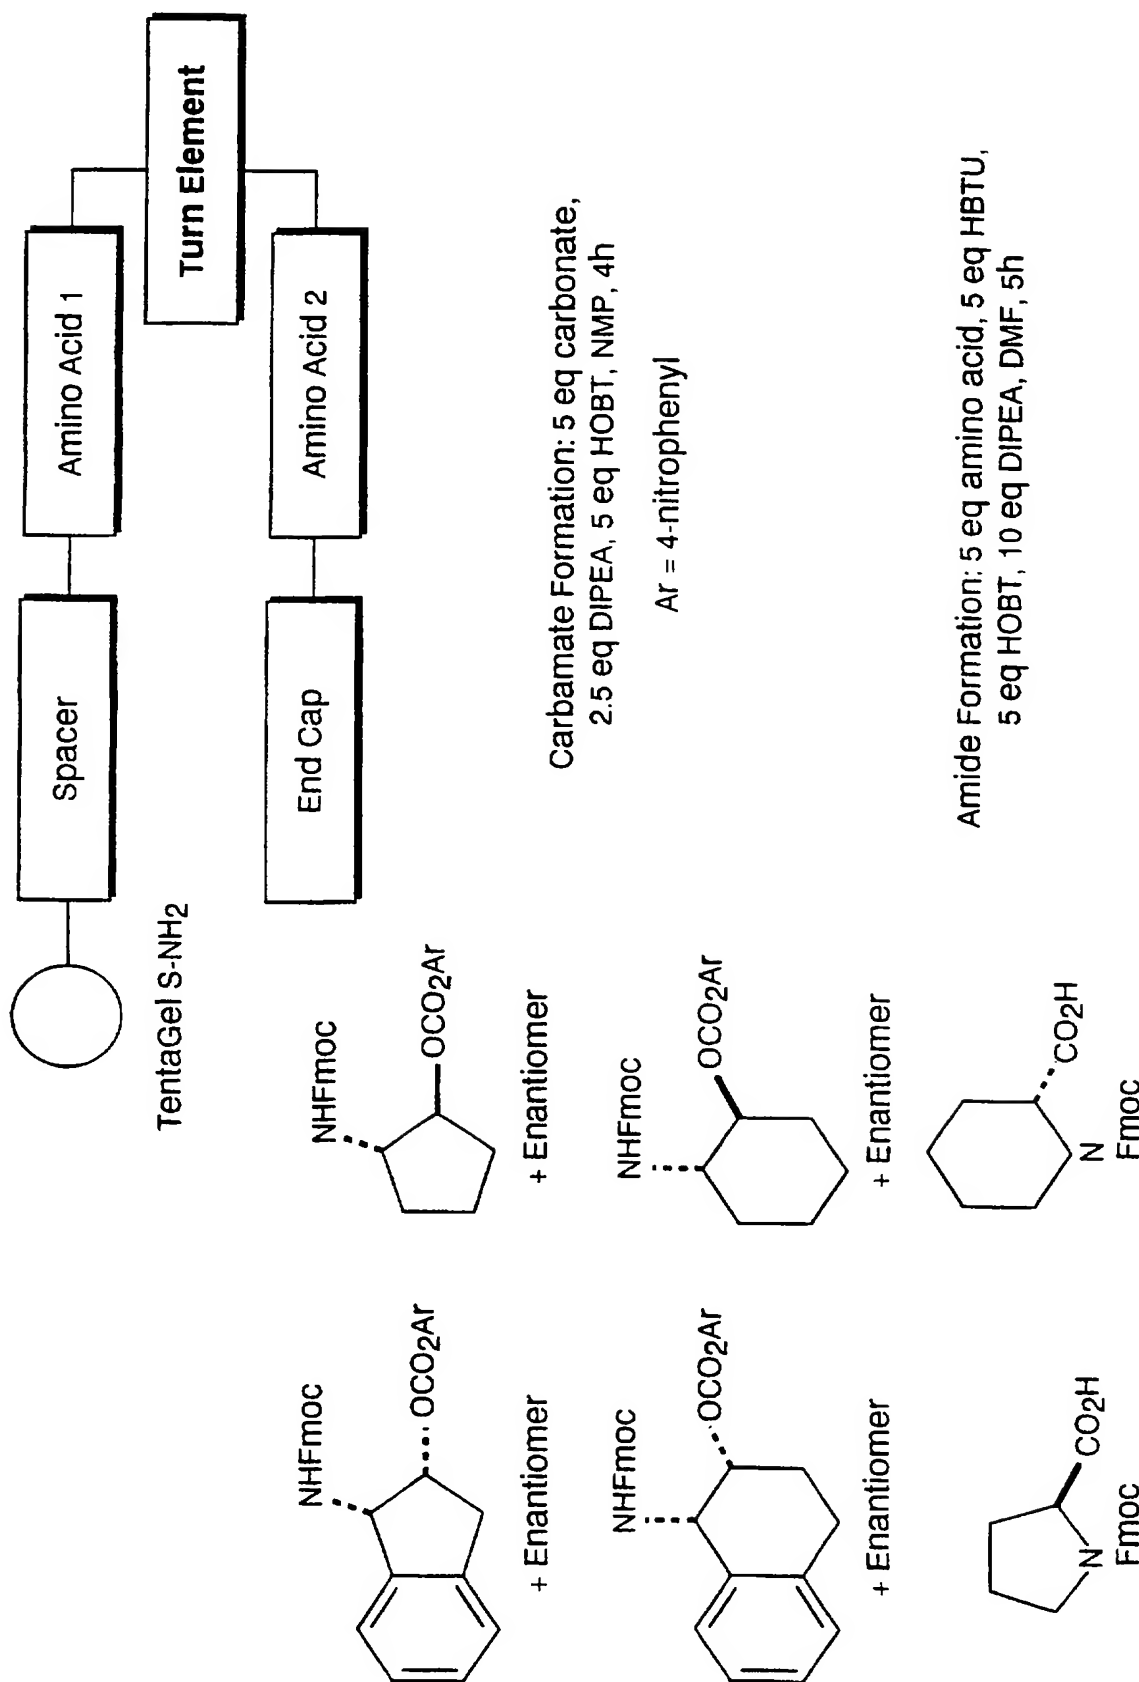 TentaGel S-NH2
Spacer
Amino Acid 1
Turn Element
End Cap
Amino Acid 2
NHFmoc
OCO2Ar
+ Enantiomer
NHFmoc
OCO2Ar
+ Enantiomer
Carbamate Formation: 5 eq carbonate,
2.5 eq DIPEA, 5 eq HOBT, NMP, 4h
Ar = 4-nitrophenyl
NHFmoc
OCO2Ar
+ Enantiomer
NHFmoc
OCO2Ar
+ Enantiomer
N
Fmoc
CO2H
N
Fmoc
CO2H
Amide Formation: 5 eq amino acid, 5 eq HBTU,
5 eq HOBT, 10 eq DIPEA, DMF, 5h